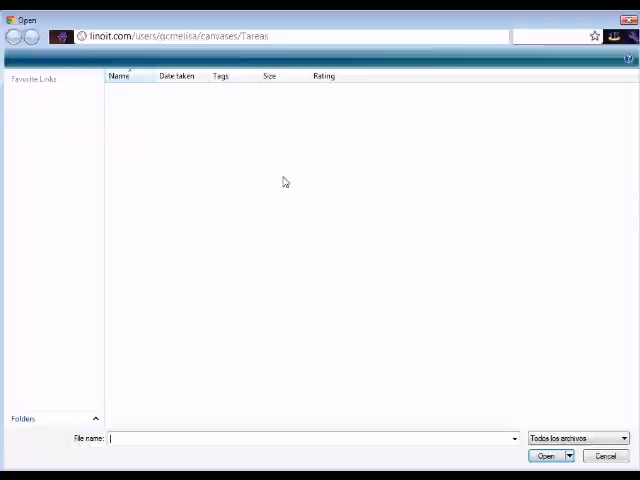 Open
linoit.com/users/gcmelisa/canvases/Tareas
Favorite Links
Name Date taken Tags Size Rating
Folders
File name: Todos los archivos
Open Cancel